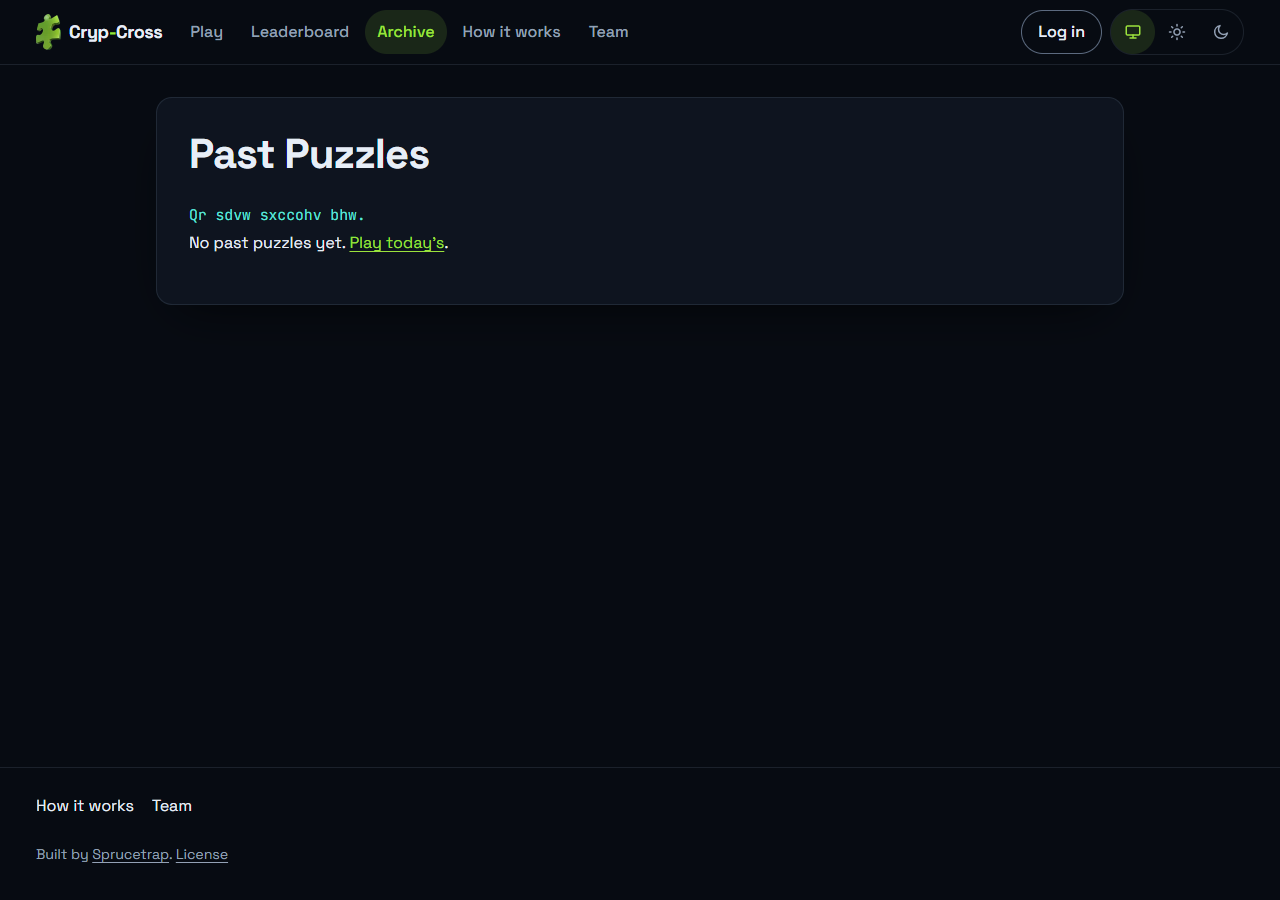 Cryp-Cross Play Leaderboard Archive How it works Team Log in
Past Puzzles
Qr sdvw sxccohv bhw.
No past puzzles yet. Play today's.
How it works Team
Built by Sprucetrap. License